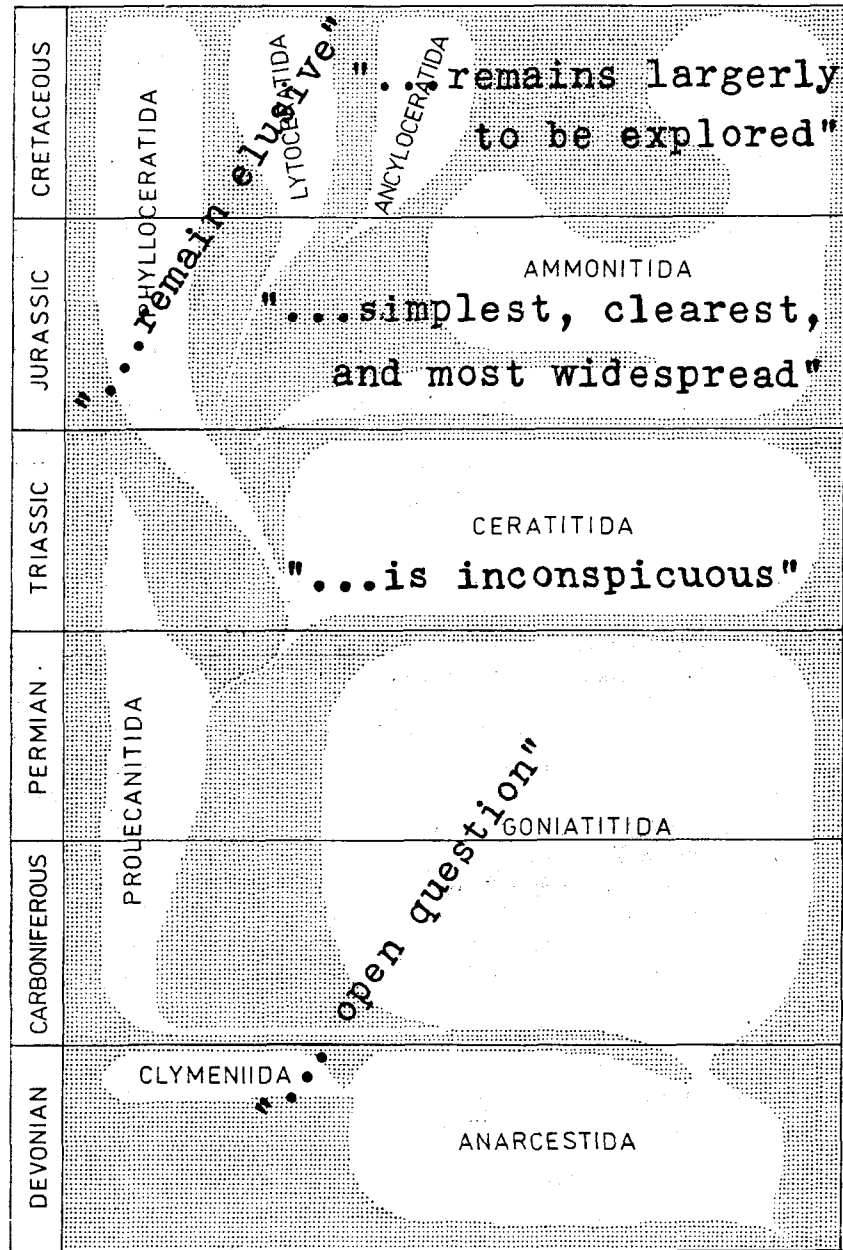 CRETACEOUS
JURASSIC
TRIASSIC
PERMIAN
CARBONIFEROUS
DEVONIAN
PHYLLOCERATIDA
LYTOCERATIDA
ANCYLOCERATIDA
"...remain elusive"
"...remains largerly
to be explored"
AMMONITIDA
"...simplest, clearest,
and most widespread"
CERATITIDA
"...is inconspicuous"
PROLECANITIDA
GONIATITIDA
"...open question"
CLYMENIIDA
ANARCESTIDA